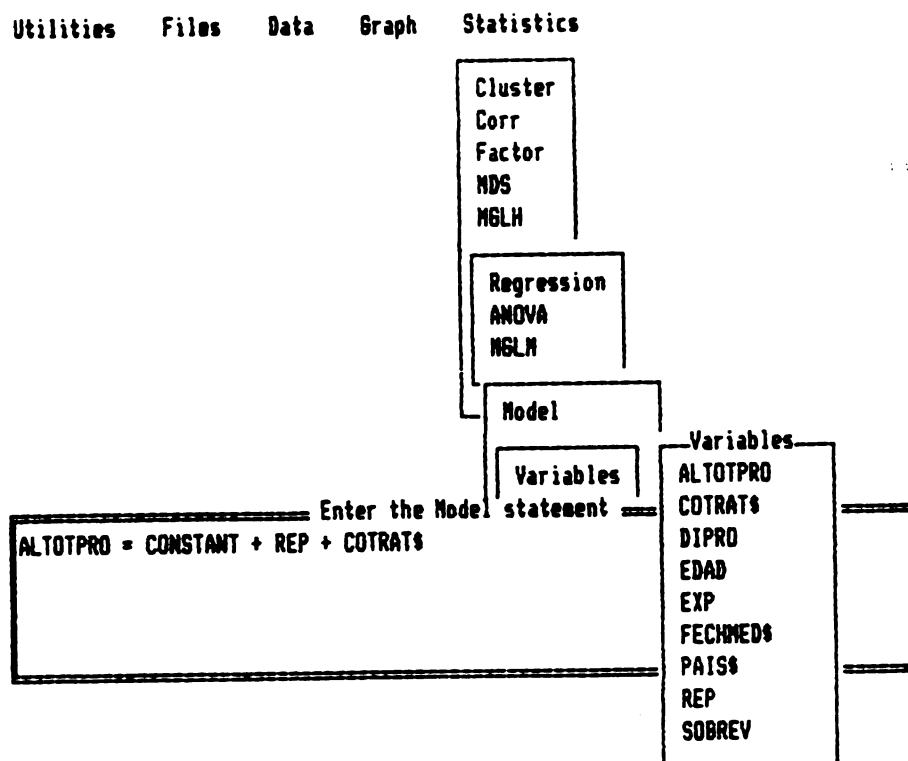 Utilities Files Data Graph Statistics
Cluster
Corr
Factor
MDS
MGLH
Regression
ANOVA
MGLM
Model
Variables
Variables
ALTOTPRO
COTRAT$
DIPRO
EDAD
EXP
FECHMED$
PAIS$
REP
SOBREV
Enter the Model statement
ALTOTPRO = CONSTANT + REP + COTRAT$